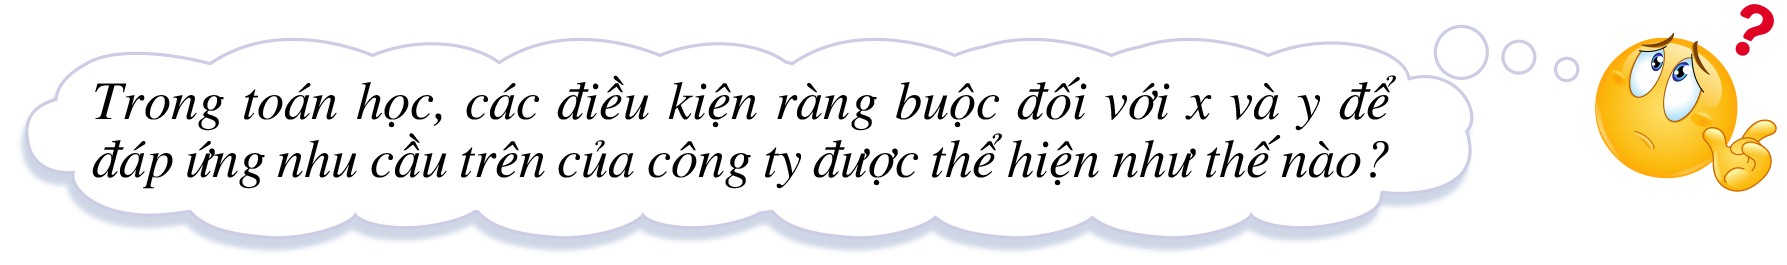 Trong toán học, các điều kiện ràng buộc đối với x và y để
đáp ứng nhu cầu trên của công ty được thể hiện như thế nào?
?